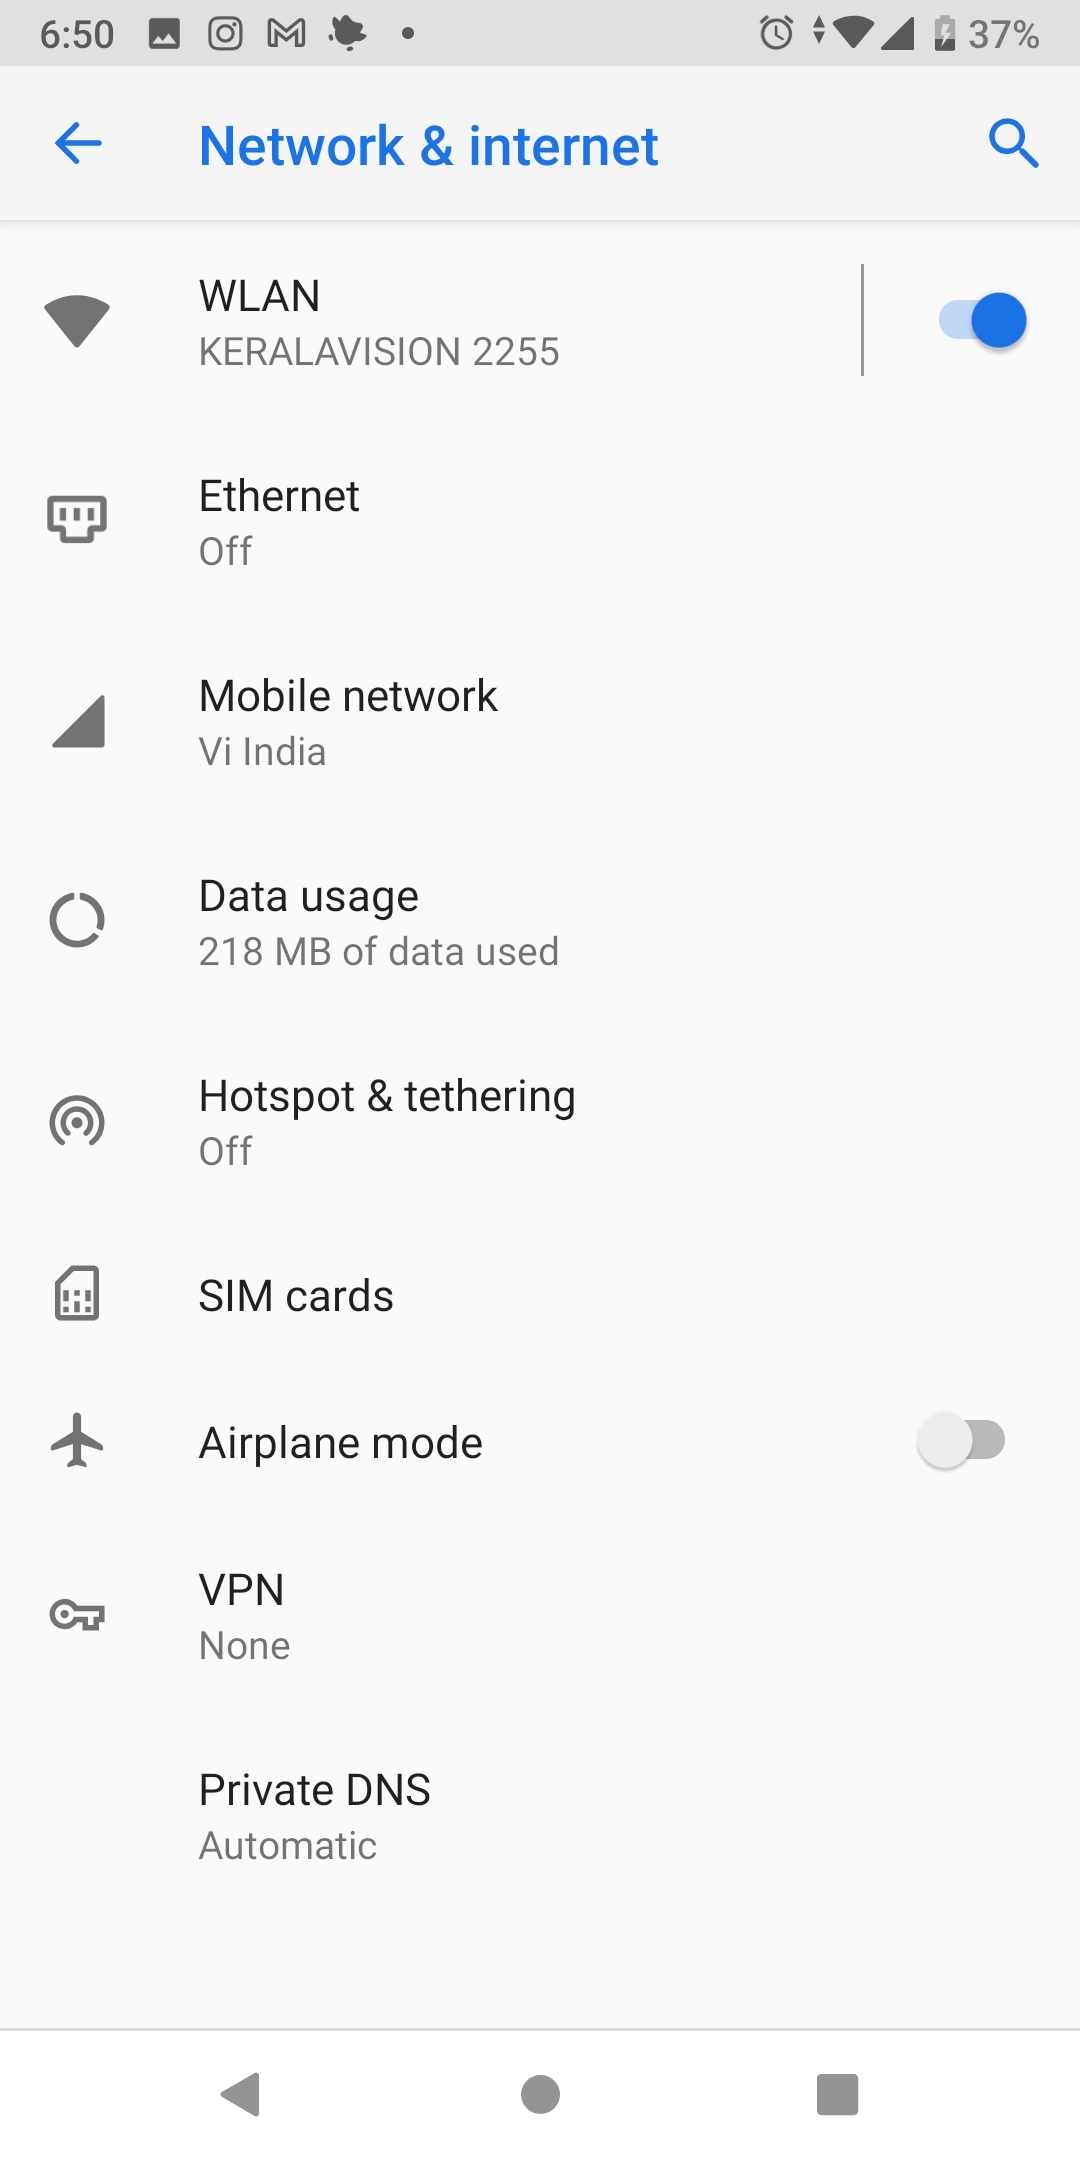 6:50 37%
Network & internet
WLAN
KERALAVISION 2255
Ethernet
Off
Mobile network
Vi India
Data usage
218 MB of data used
Hotspot & tethering
Off
SIM cards
Airplane mode
VPN
None
Private DNS
Automatic